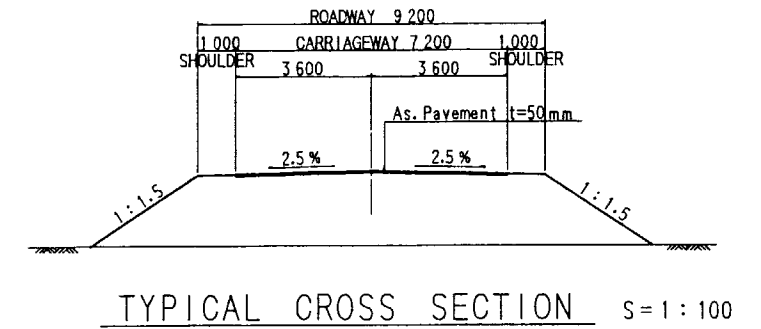 ROADWAY 9 200
1 000 CARRIAGEWAY 7 200 1,000
SHOULDER SHOULDER
3 600 3 600
As. Pavement t=50mm
2.5 % 2.5 %
1 : 1.5 1 : 1.5
TYPICAL CROSS SECTION S = 1 : 100